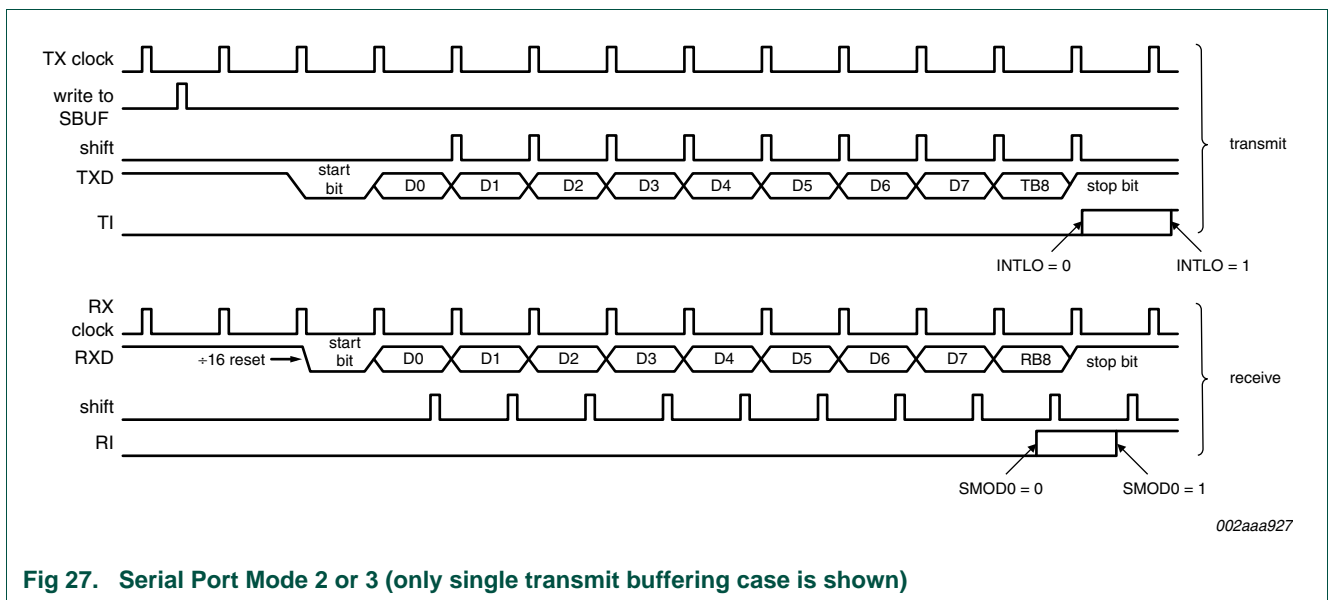 TX clock
write to
SBUF
shift
transmit
TXD
start
bit
D0 D1 D2 D3 D4 D5 D6 D7 TB8 stop bit
TI
INTLO = 0 INTLO = 1
RX
clock
RXD
÷16 reset
start
bit
D0 D1 D2 D3 D4 D5 D6 D7 RB8 stop bit
receive
shift
RI
SMOD0 = 0 SMOD0 = 1
002aaa927
Fig 27. Serial Port Mode 2 or 3 (only single transmit buffering case is shown)